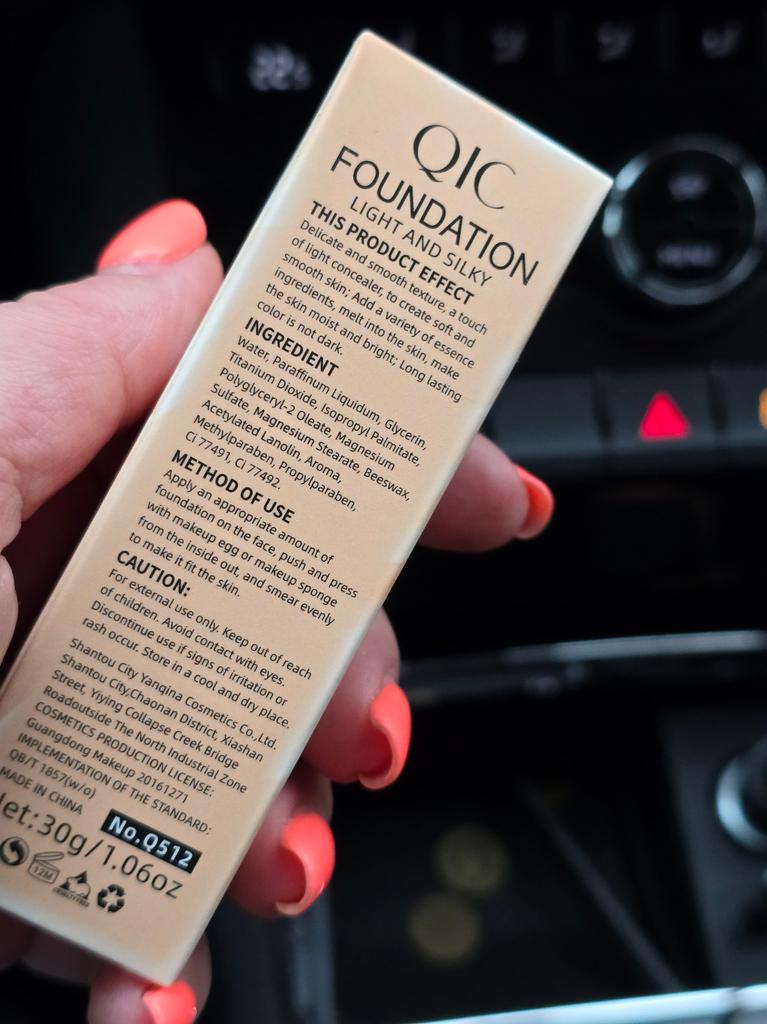 QIC
FOUNDATION
LIGHT AND SILKY
THIS PRODUCT EFFECT
Delicate and smooth texture, a touch
of light concealer, to create soft and
smooth skin; Add a variety of essence
ingredients, melt into the skin, make
the skin moist and bright; Long lasting
color is not dark.
INGREDIENT
Water, Paraffinum Liquidum, Glycerin,
Titanium Dioxide, Isopropyl Palmitate,
Polyglyceryl-2 Oleate, Magnesium
Sulfate, Magnesium Stearate, Beeswax,
Acetylated Lanolin, Aroma,
Methylparaben, Propylparaben,
Ci 77491, Ci 77492.
METHOD OF USE
Apply an appropriate amount of
foundation on the face, push and press
with makeup egg or makeup sponge
from the inside out, and smear evenly
to make it fit the skin.
CAUTION:
For external use only. Keep out of reach
of children. Avoid contact with eyes.
Discontinue use if signs of irritation or
rash occur. Store in a cool and dry place.
Shantou City Yanqina Cosmetics Co.,Ltd.
Shantou City,Chaonan District, Xiashan
Street, Yiying Collapse Creek Bridge
Roadoutside The North Industrial Zone
COSMETICS PRODUCTION LICENSE:
Guangdong Makeup 20161271
IMPLEMENTATION OF THE STANDARD:
QB/T 1857(w/o)
MADE IN CHINA
No.Q512
Net:30g/1.06oz
12M